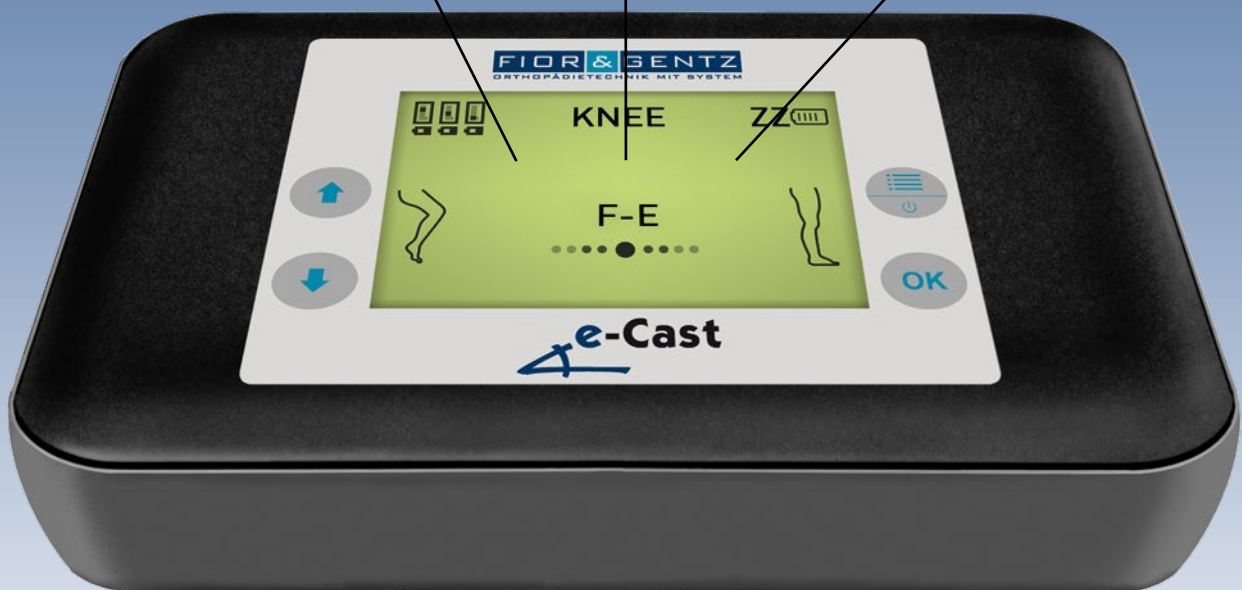 FIOR & GENTZ
ORTHOPÄDIETECHNIK MIT SYSTEM
KNEE ZZ
F-E
OK
e-Cast